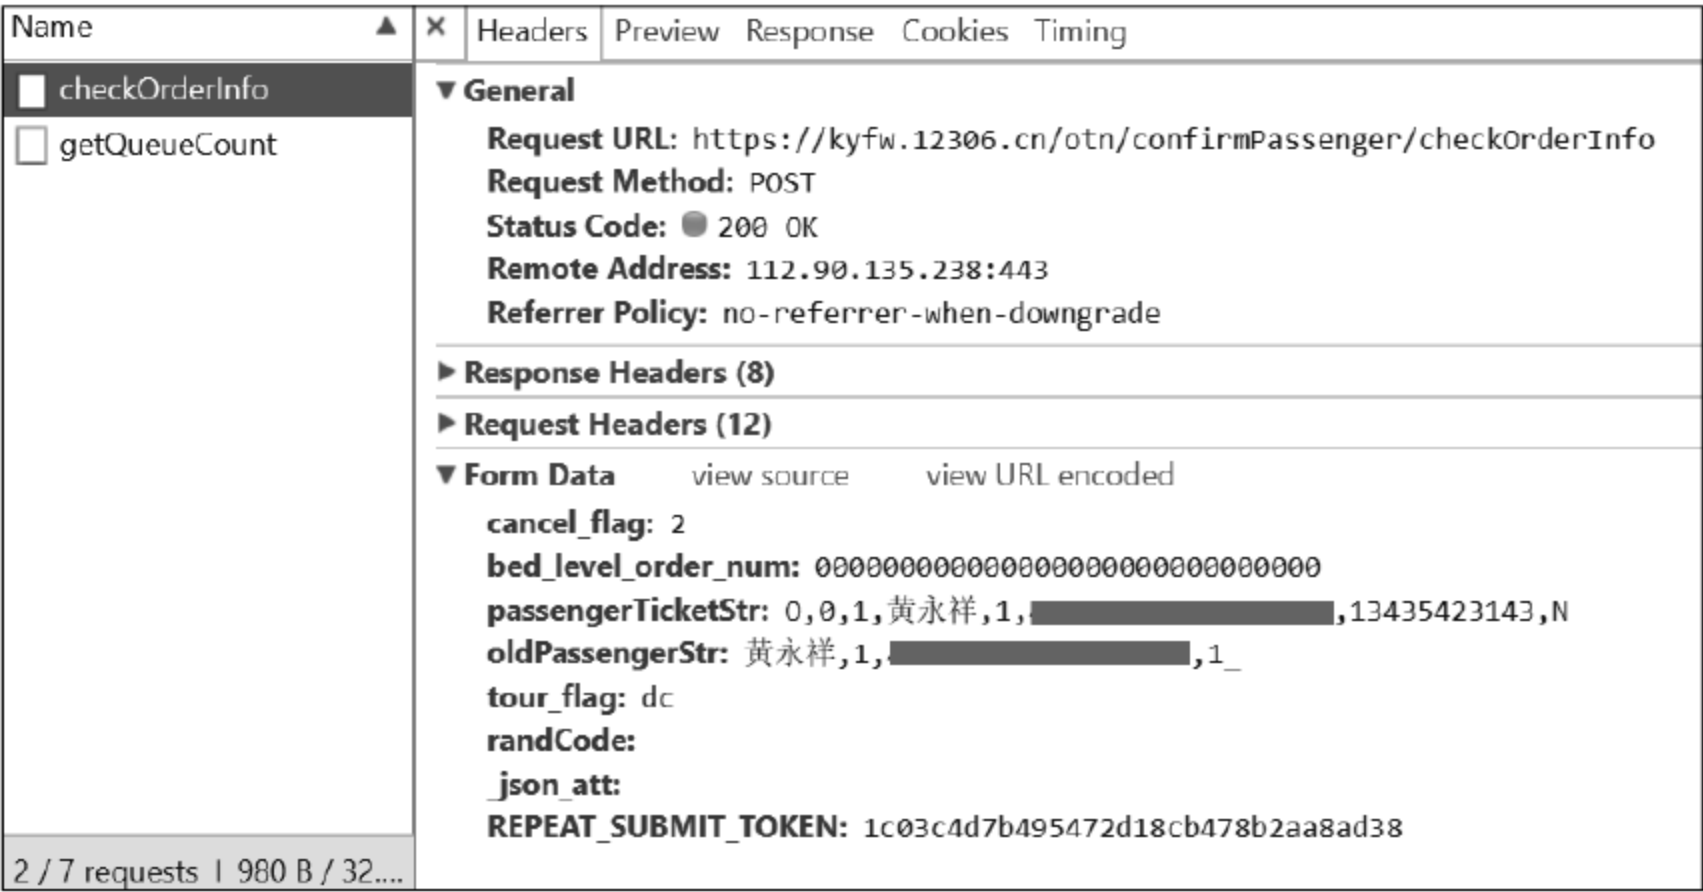 Name
checkOrderInfo
getQueueCount
2 / 7 requests | 980 B / 32....
× Headers Preview Response Cookies Timing
▼ General
Request URL: https://kyfw.12306.cn/otn/confirmPassenger/checkOrderInfo
Request Method: POST
Status Code: 200 OK
Remote Address: 112.90.135.238:443
Referrer Policy: no-referrer-when-downgrade
▶ Response Headers (8)
▶ Request Headers (12)
▼ Form Data view source view URL encoded
cancel_flag: 2
bed_level_order_num: 000000000000000000000000000000
passengerTicketStr: O,0,1,黄永祥,1,,13435423143,N
oldPassengerStr: 黄永祥,1,,1_
tour_flag: dc
randCode:
_json_att:
REPEAT_SUBMIT_TOKEN: 1c03c4d7b495472d18cb478b2aa8ad38